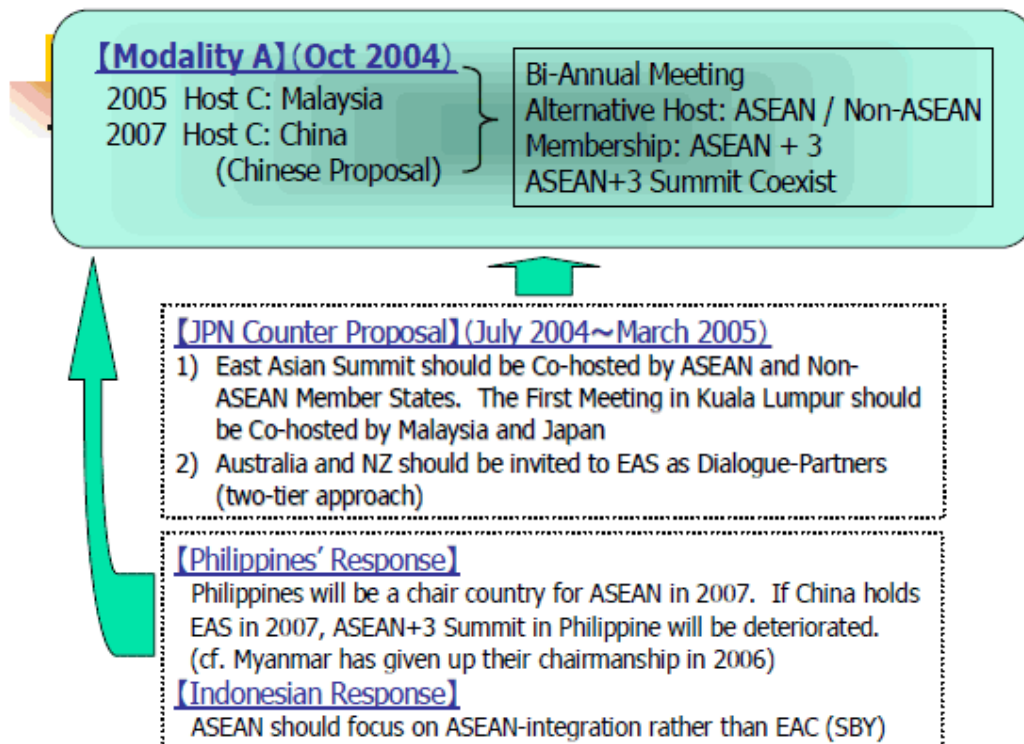 【Modality A】(Oct 2004)
2005 Host C: Malaysia
2007 Host C: China
(Chinese Proposal)
Bi-Annual Meeting
Alternative Host: ASEAN / Non-ASEAN
Membership: ASEAN + 3
ASEAN+3 Summit Coexist
【JPN Counter Proposal】(July 2004～March 2005)
1) East Asian Summit should be Co-hosted by ASEAN and Non-
ASEAN Member States. The First Meeting in Kuala Lumpur should
be Co-hosted by Malaysia and Japan
2) Australia and NZ should be invited to EAS as Dialogue-Partners
(two-tier approach)
【Philippines’ Response】
Philippines will be a chair country for ASEAN in 2007. If China holds
EAS in 2007, ASEAN+3 Summit in Philippine will be deteriorated.
(cf. Myanmar has given up their chairmanship in 2006)
【Indonesian Response】
ASEAN should focus on ASEAN-integration rather than EAC (SBY)